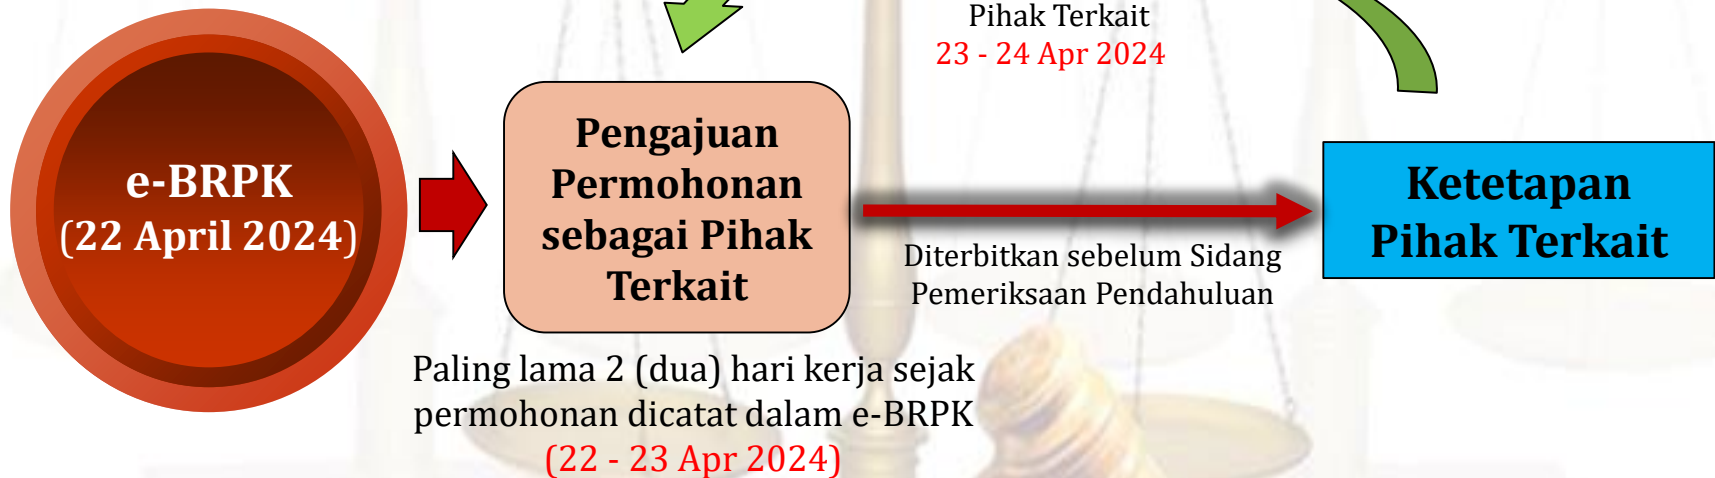 Pihak Terkait
23 - 24 Apr 2024
e-BRPK
(22 April 2024)
Pengajuan
Permohonan
sebagai Pihak
Terkait
Diterbitkan sebelum Sidang
Pemeriksaan Pendahuluan
Ketetapan
Pihak Terkait
Paling lama 2 (dua) hari kerja sejak
permohonan dicatat dalam e-BRPK
(22 - 23 Apr 2024)